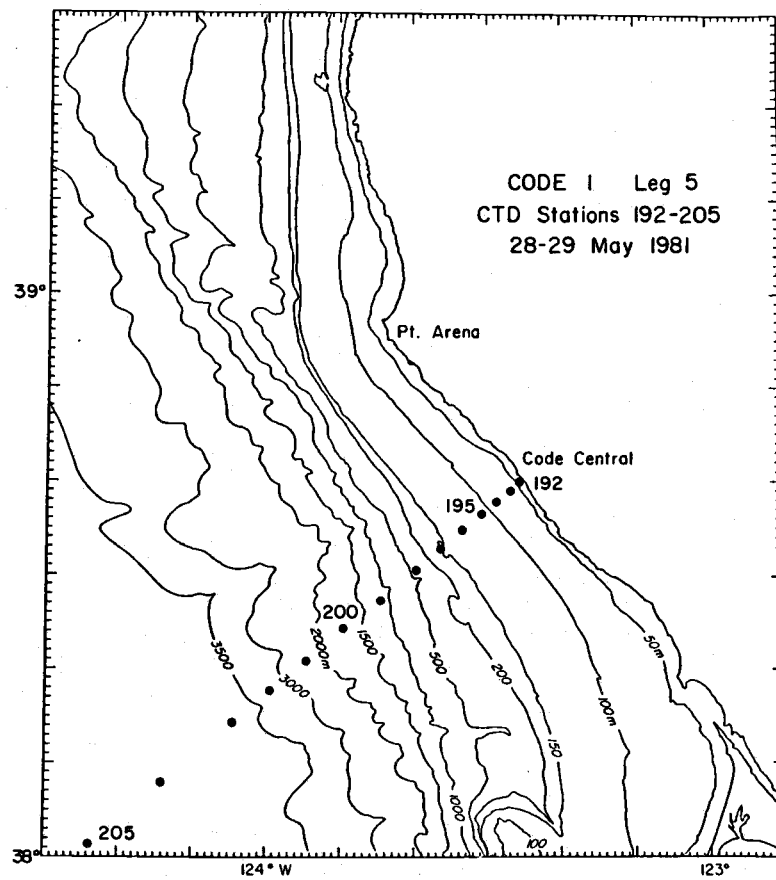 CODE 1 Leg 5
CTD Stations 192-205
28-29 May 1981
39°
Pt. Arena
Code Central
192
195
200
3500
3000
2000m
1500
500
200
150
100m
50m
1000
100
205
38°
124° W
123°